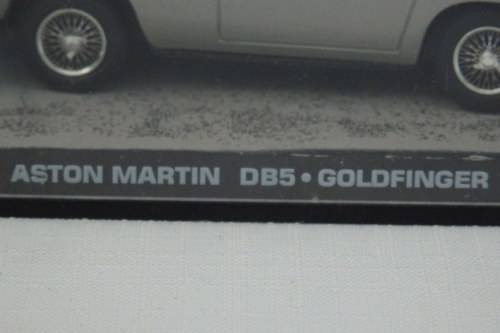 ASTON MARTIN DB5 • GOLDFINGER